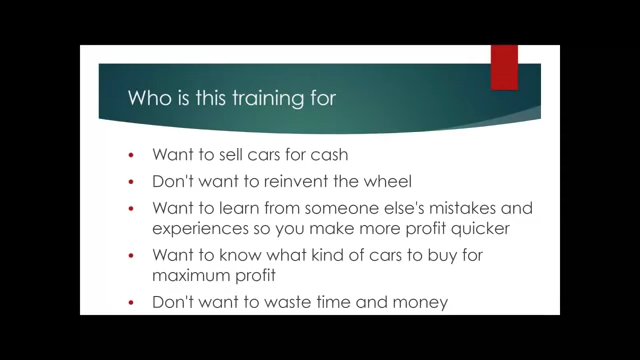 Who is this training for
• Want to sell cars for cash
• Don't want to reinvent the wheel
• Want to learn from someone else's mistakes and
experiences so you make more profit quicker
• Want to know what kind of cars to buy for
maximum profit
• Don't want to waste time and money